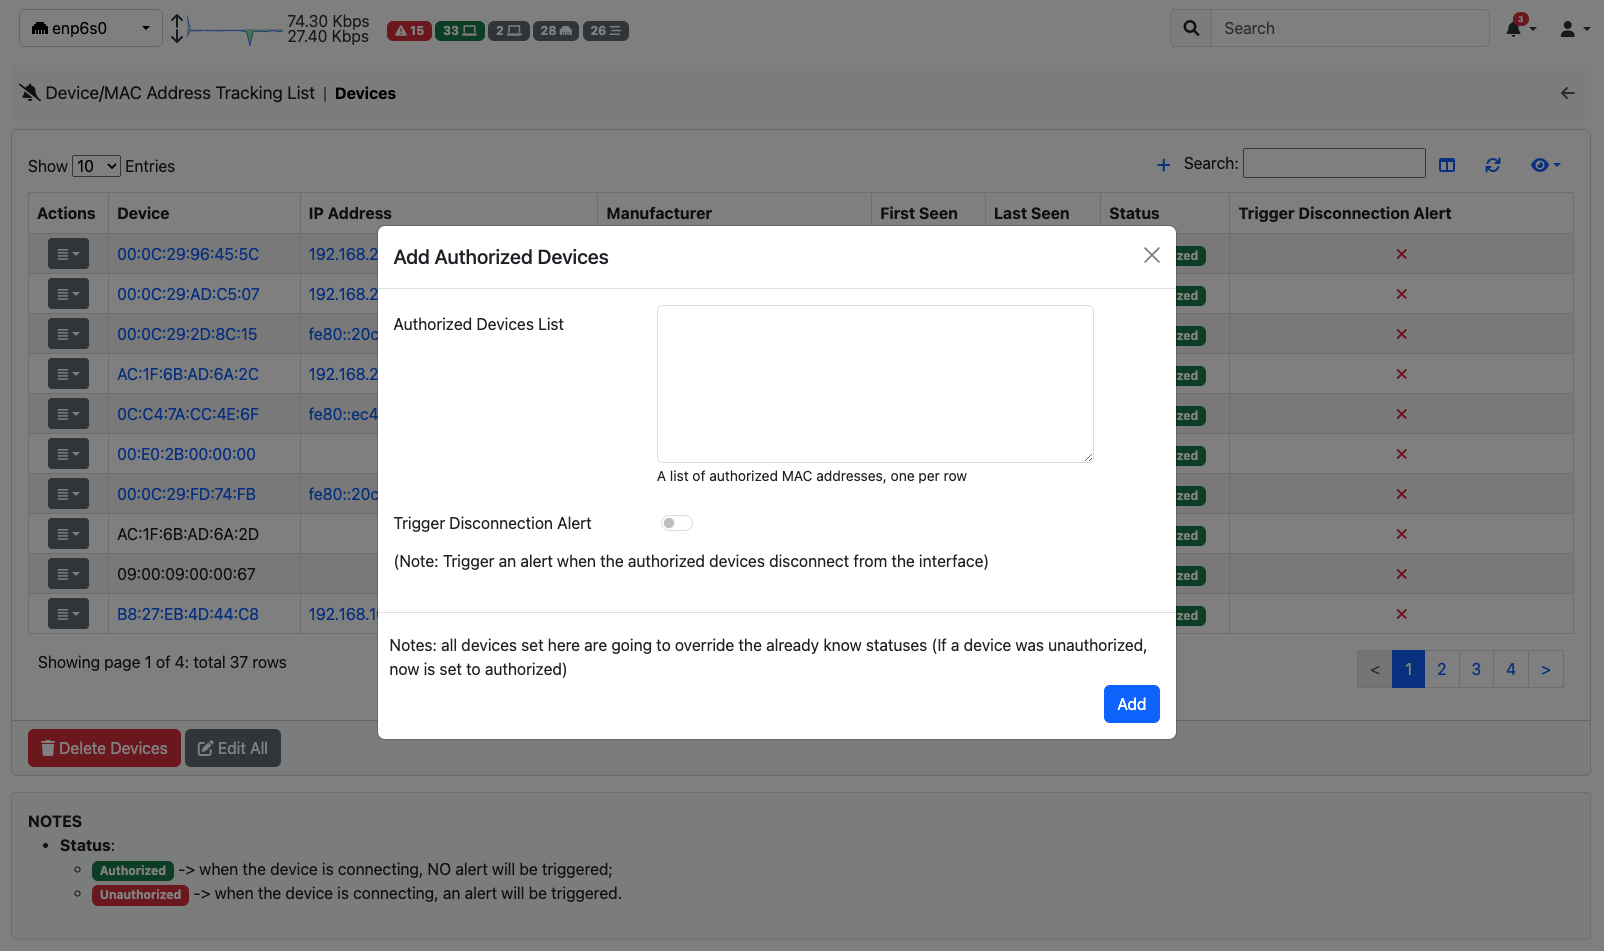 enp6s0
74.30 Kbps
27.40 Kbps
15 33 2 28 26
Search
3
Device/MAC Address Tracking List | Devices
Show 10 Entries
Search:
Actions Device IP Address Manufacturer First Seen Last Seen Status Trigger Disconnection Alert
00:0C:29:96:45:5C 192.168.2 zed
00:0C:29:AD:C5:07 192.168.2 zed
00:0C:29:2D:8C:15 fe80::20c zed
AC:1F:6B:AD:6A:2C 192.168.2 zed
0C:C4:7A:CC:4E:6F fe80::ec4 zed
00:E0:2B:00:00:00 zed
00:0C:29:FD:74:FB fe80::20c zed
AC:1F:6B:AD:6A:2D zed
09:00:09:00:00:67 zed
B8:27:EB:4D:44:C8 192.168.1 zed
Showing page 1 of 4: total 37 rows
< 1 2 3 4 >
Delete Devices Edit All
Add Authorized Devices
Authorized Devices List
A list of authorized MAC addresses, one per row
Trigger Disconnection Alert
(Note: Trigger an alert when the authorized devices disconnect from the interface)
Notes: all devices set here are going to override the already know statuses (If a device was unauthorized,
now is set to authorized)
Add
NOTES
• Status:
Authorized -> when the device is connecting, NO alert will be triggered;
Unauthorized -> when the device is connecting, an alert will be triggered.